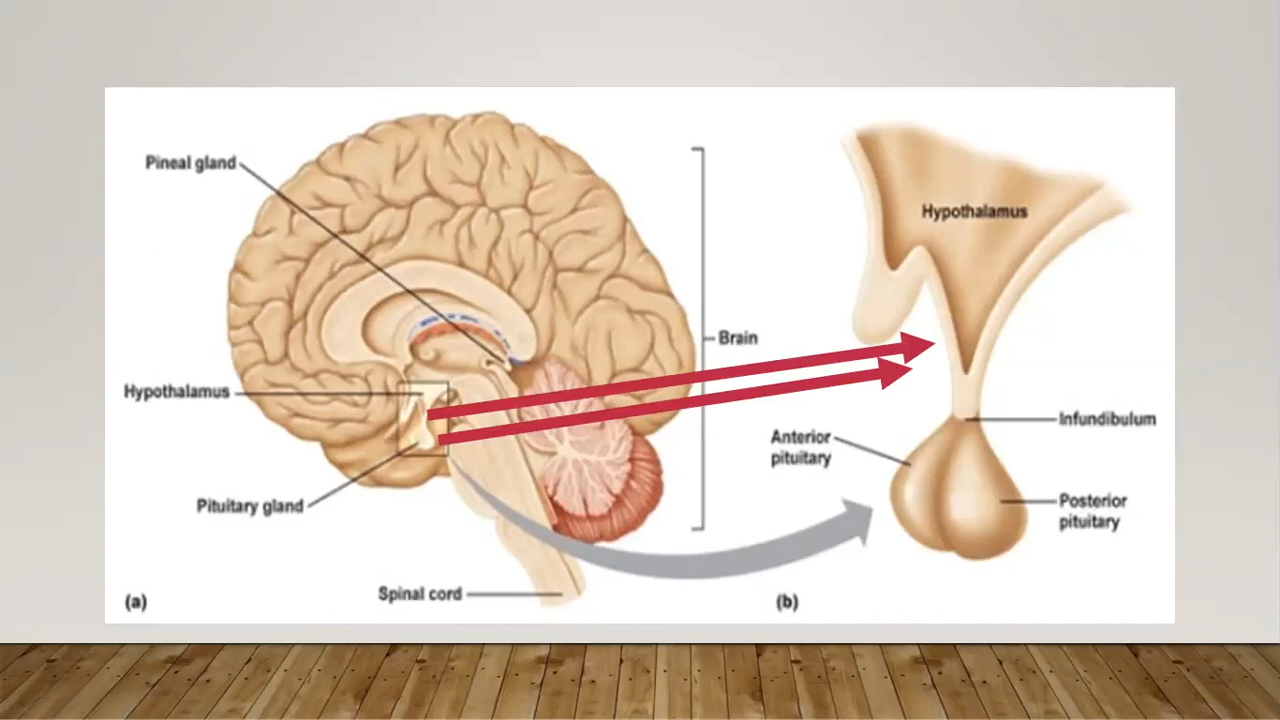 Pineal gland
Hypothalamus
Pituitary gland
Spinal cord
Brain
(a)
Hypothalamus
Infundibulum
Anterior
pituitary
Posterior
pituitary
(b)